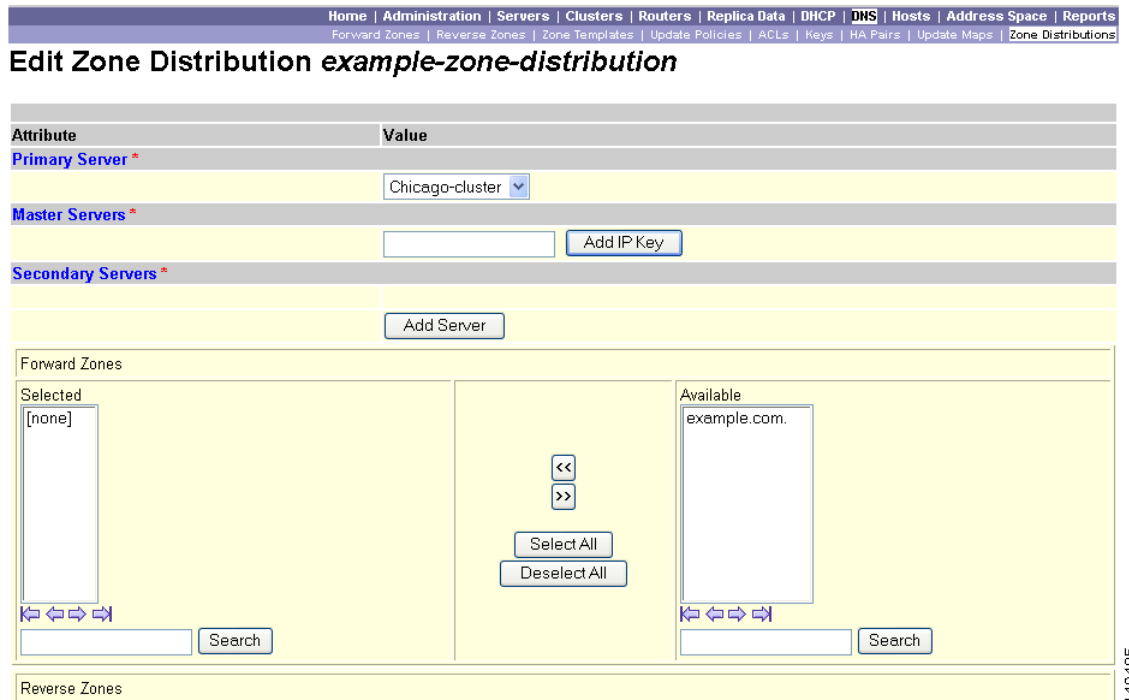 Home | Administration | Servers | Clusters | Routers | Replica Data | DHCP | DNS | Hosts | Address Space | Reports
Forward Zones | Reverse Zones | Zone Templates | Update Policies | ACLs | Keys | HA Pairs | Update Maps | Zone Distributions
Edit Zone Distribution example-zone-distribution
Attribute Value
Primary Server *
Chicago-cluster
Master Servers *
Add IP Key
Secondary Servers *
Add Server
Forward Zones
Selected Available
[none] example.com.
<<
>>
Select All
Deselect All
Search Search
Reverse Zones